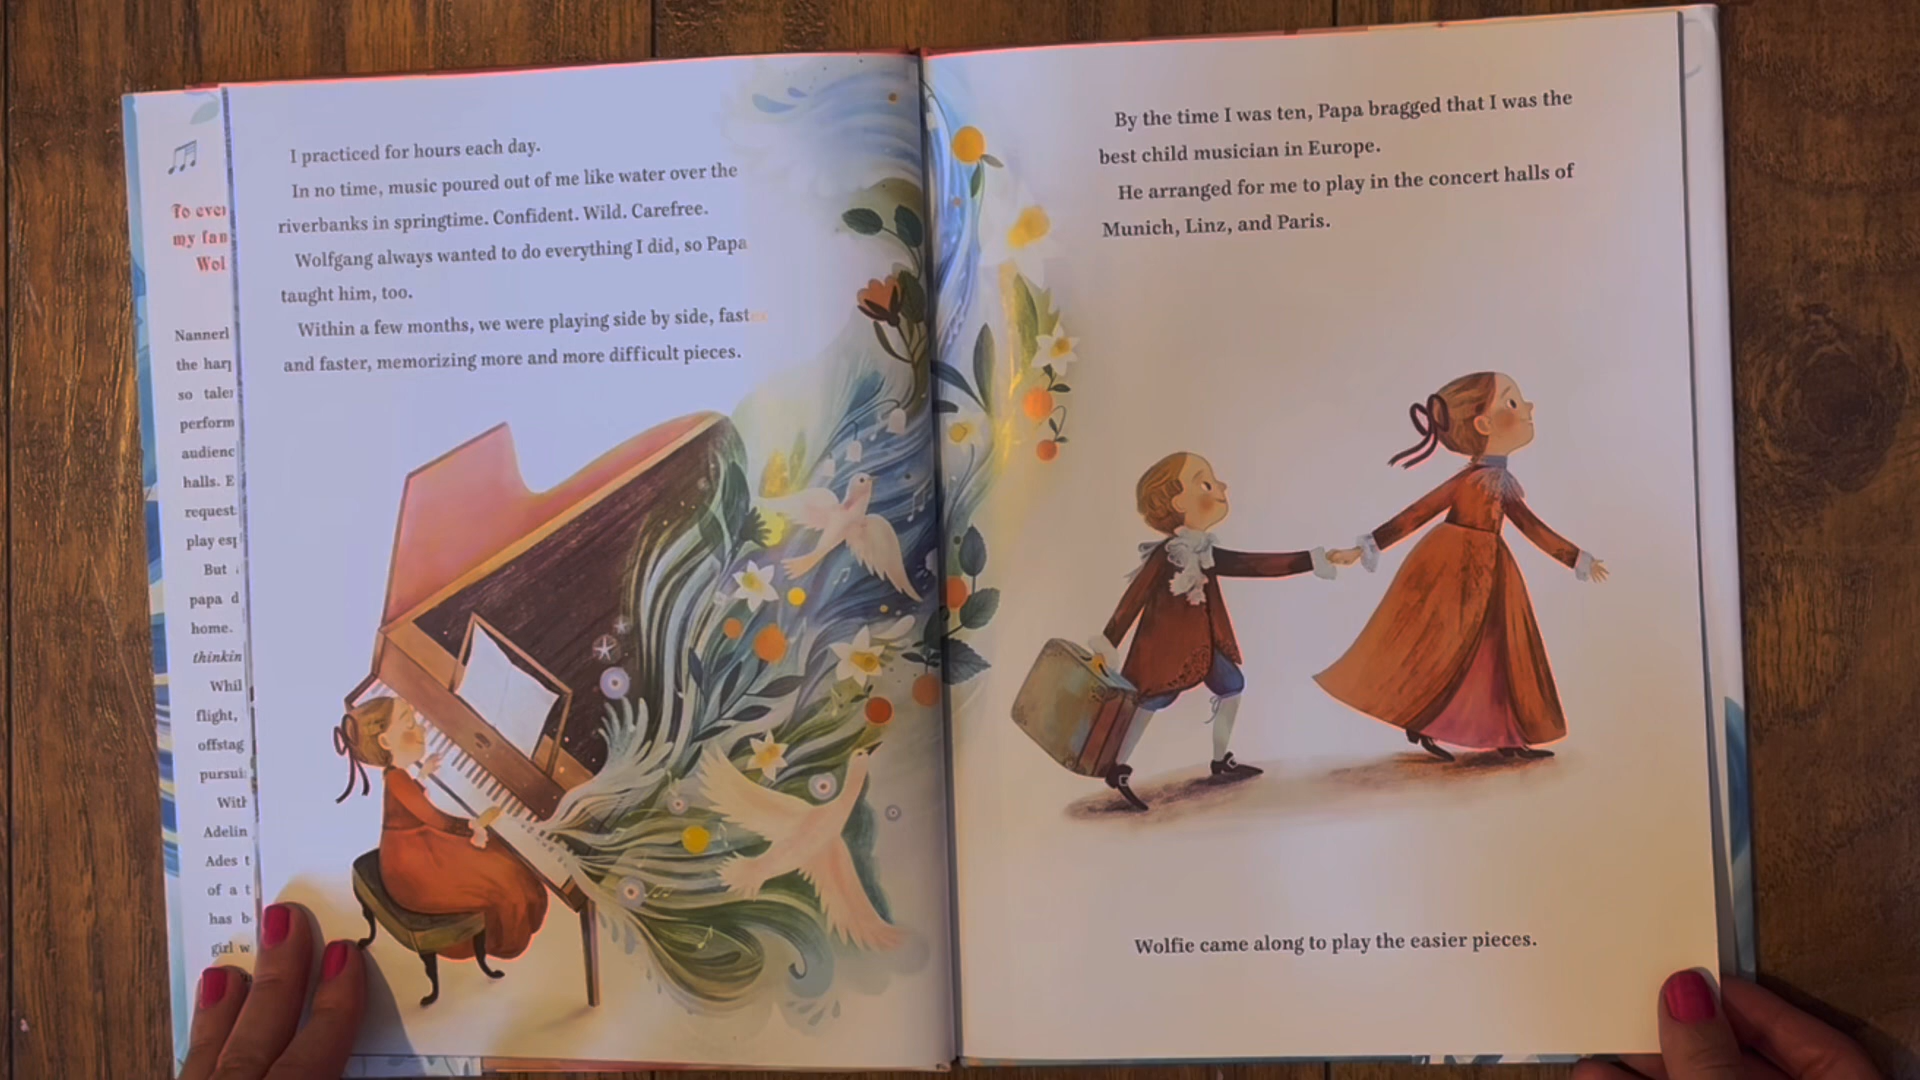 To ever
my fan
Wol
Nannerl
the harp
so taler
perform
audienc
halls. E
request
play esp
But
papa d
home.
thinkin
Whil
flight,
offstag
pursui
With
Adelin
Ades t
of a t
has b
girl w
I practiced for hours each day.
In no time, music poured out of me like water over the
riverbanks in springtime. Confident. Wild. Carefree.
Wolfgang always wanted to do everything I did, so Papa
taught him, too.
Within a few months, we were playing side by side, faster
and faster, memorizing more and more difficult pieces.
By the time I was ten, Papa bragged that I was the
best child musician in Europe.
He arranged for me to play in the concert halls of
Munich, Linz, and Paris.
Wolfie came along to play the easier pieces.